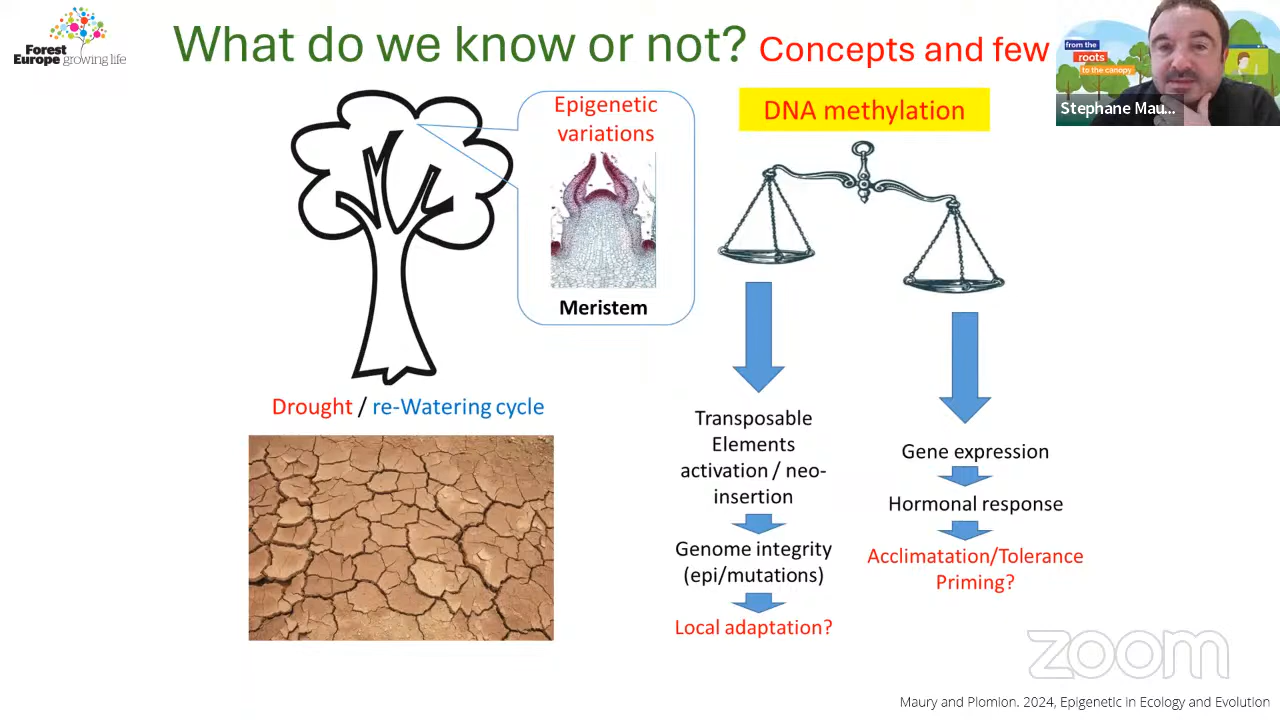 Forest
Europe growing life
What do we know or not? Concepts and few
from the
roots
to the canopy
Stephane Mau...
Epigenetic
variations
Meristem
DNA methylation
Drought / re-Watering cycle
Transposable
Elements
activation / neo-
insertion
Genome integrity
(epi/mutations)
Local adaptation?
Gene expression
Hormonal response
Acclimatation/Tolerance
Priming?
zoom
Maury and Plomion. 2024, Epigenetic in Ecology and Evolution